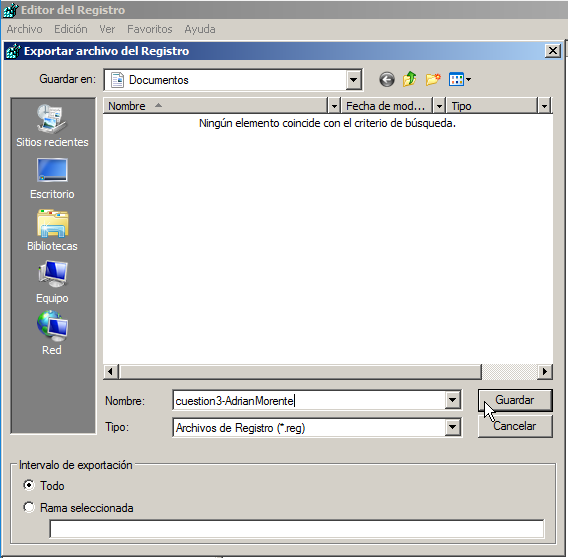 Editor del Registro
Archivo Edición Ver Favoritos Ayuda
Exportar archivo del Registro
Guardar en: Documentos
Nombre Fecha de mod... Tipo
Ningún elemento coincide con el criterio de búsqueda.
Sitios recientes
Escritorio
Bibliotecas
Equipo
Red
Nombre: cuestion3-AdrianMorente Guardar
Tipo: Archivos de Registro (*.reg) Cancelar
Intervalo de exportación
Todo
Rama seleccionada